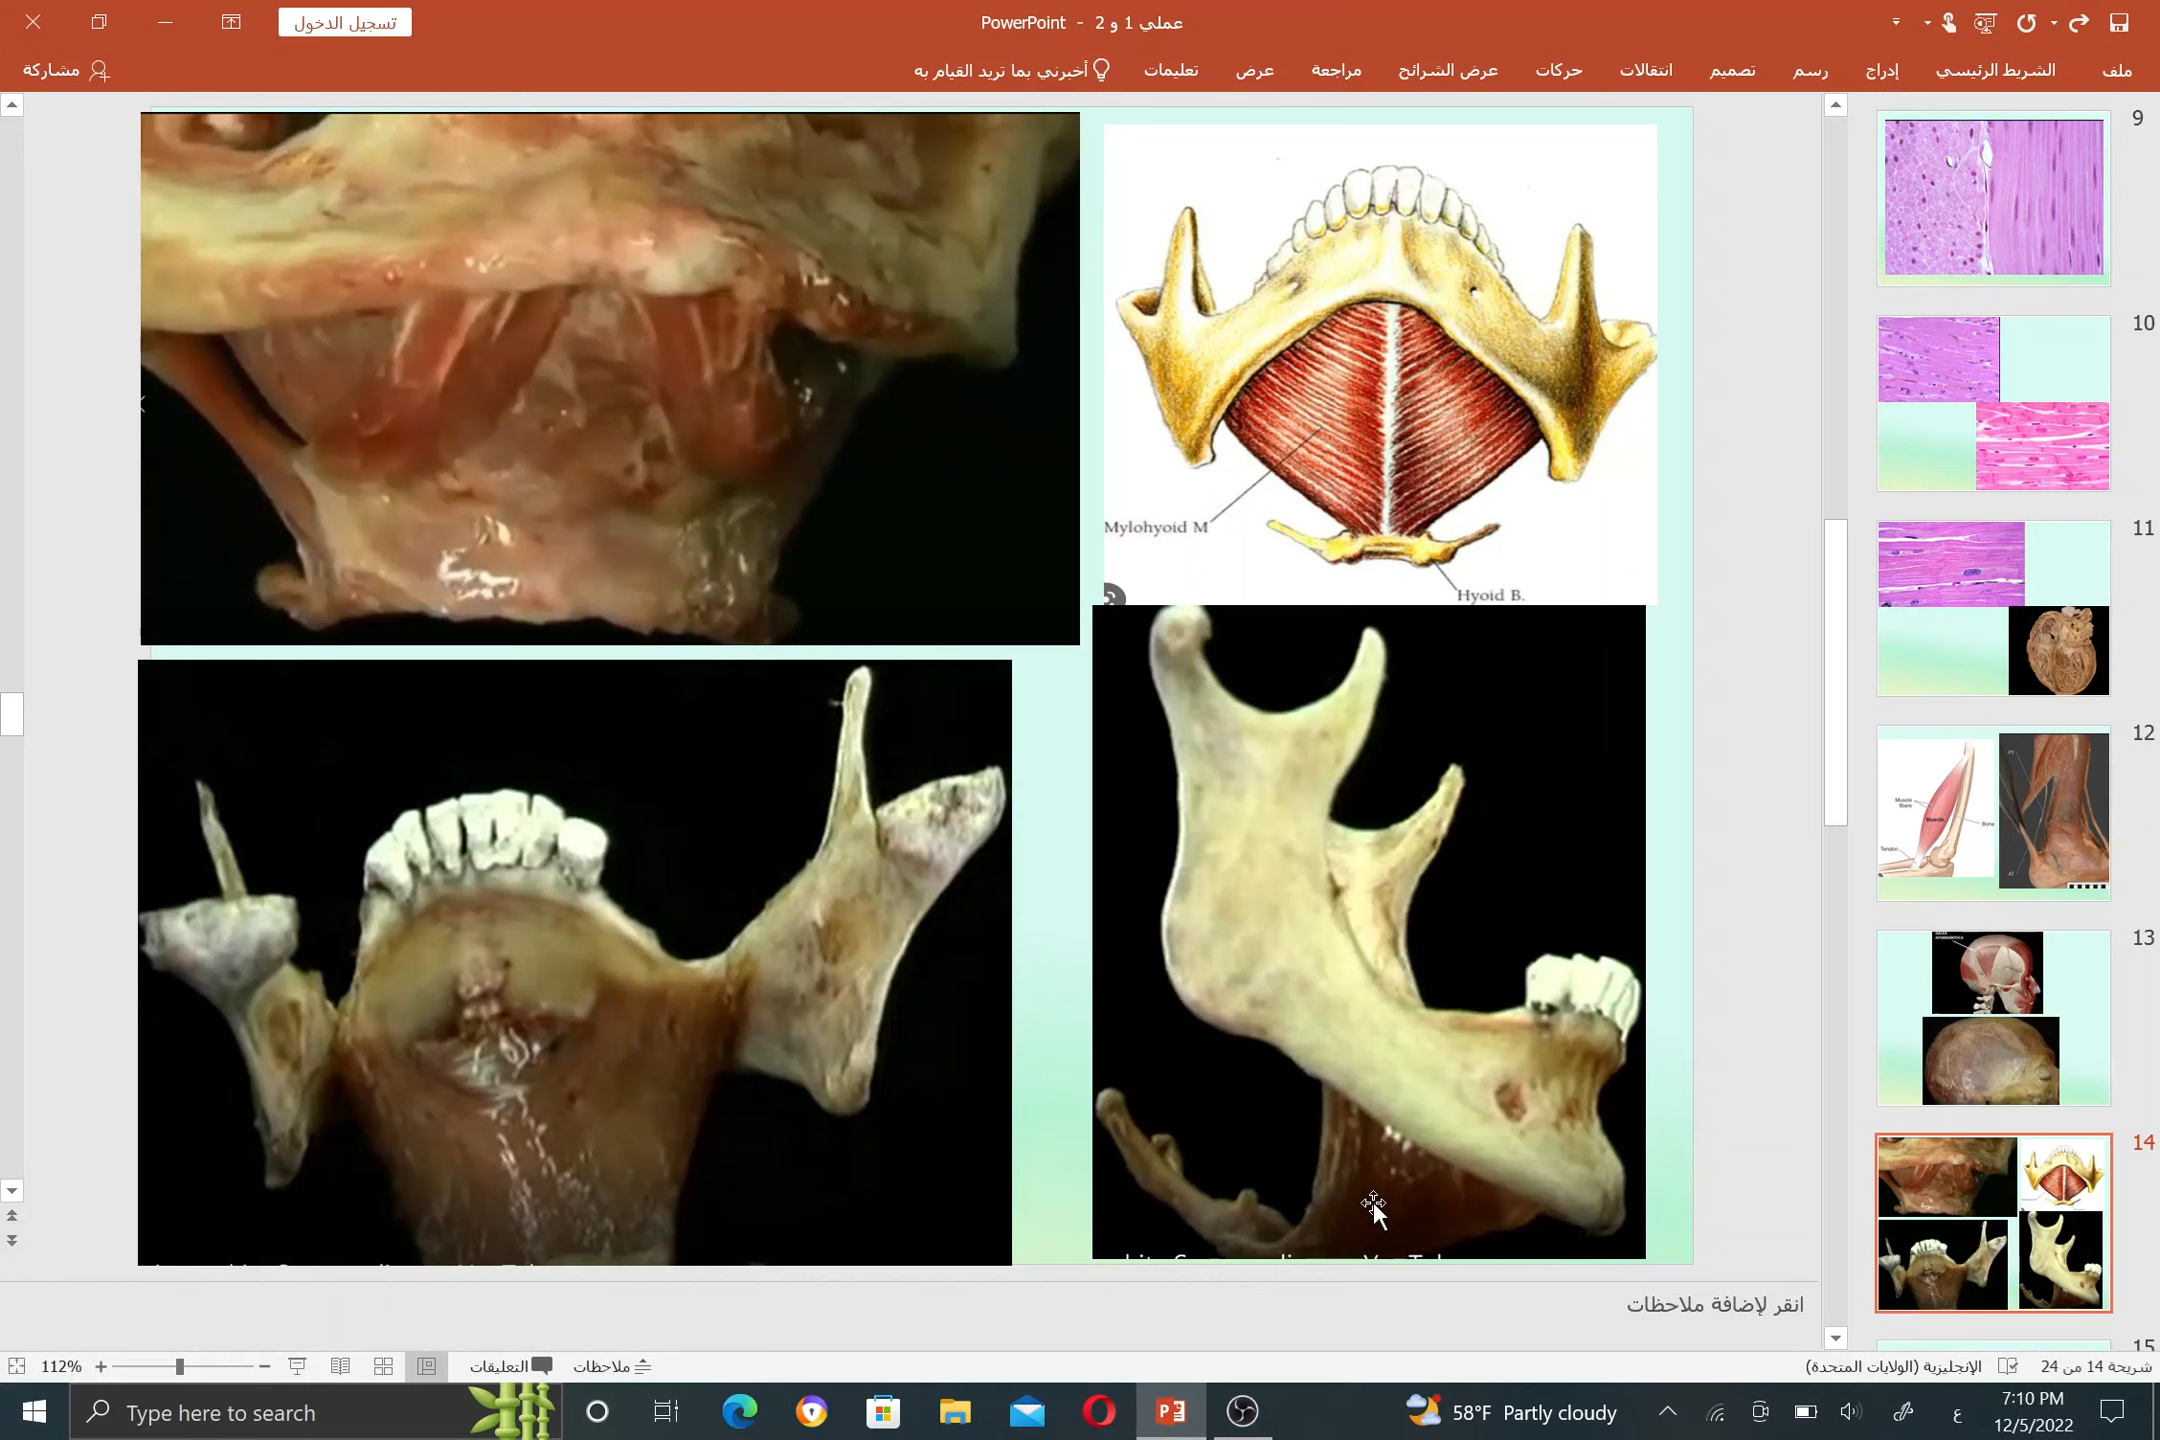 تسجيل الدخول
عملي 1 و 2 - PowerPoint
ملف
الشريط الرئيسي
إدراج
رسم
تصميم
انتقالات
حركات
عرض الشرائح
مراجعة
عرض
تعليمات
أخبرني بما تريد القيام به
مشاركة
Mylohyoid M
Hyoid B.
9
10
11
12
Muscle
Bone
Tendon
13
14
15
انقر لإضافة ملاحظات
شريحة 14 من 24
الإنجليزية (الولايات المتحدة)
ملاحظات
التعليقات
112%
Type here to search
58°F Partly cloudy
ع
7:10 PM
12/5/2022